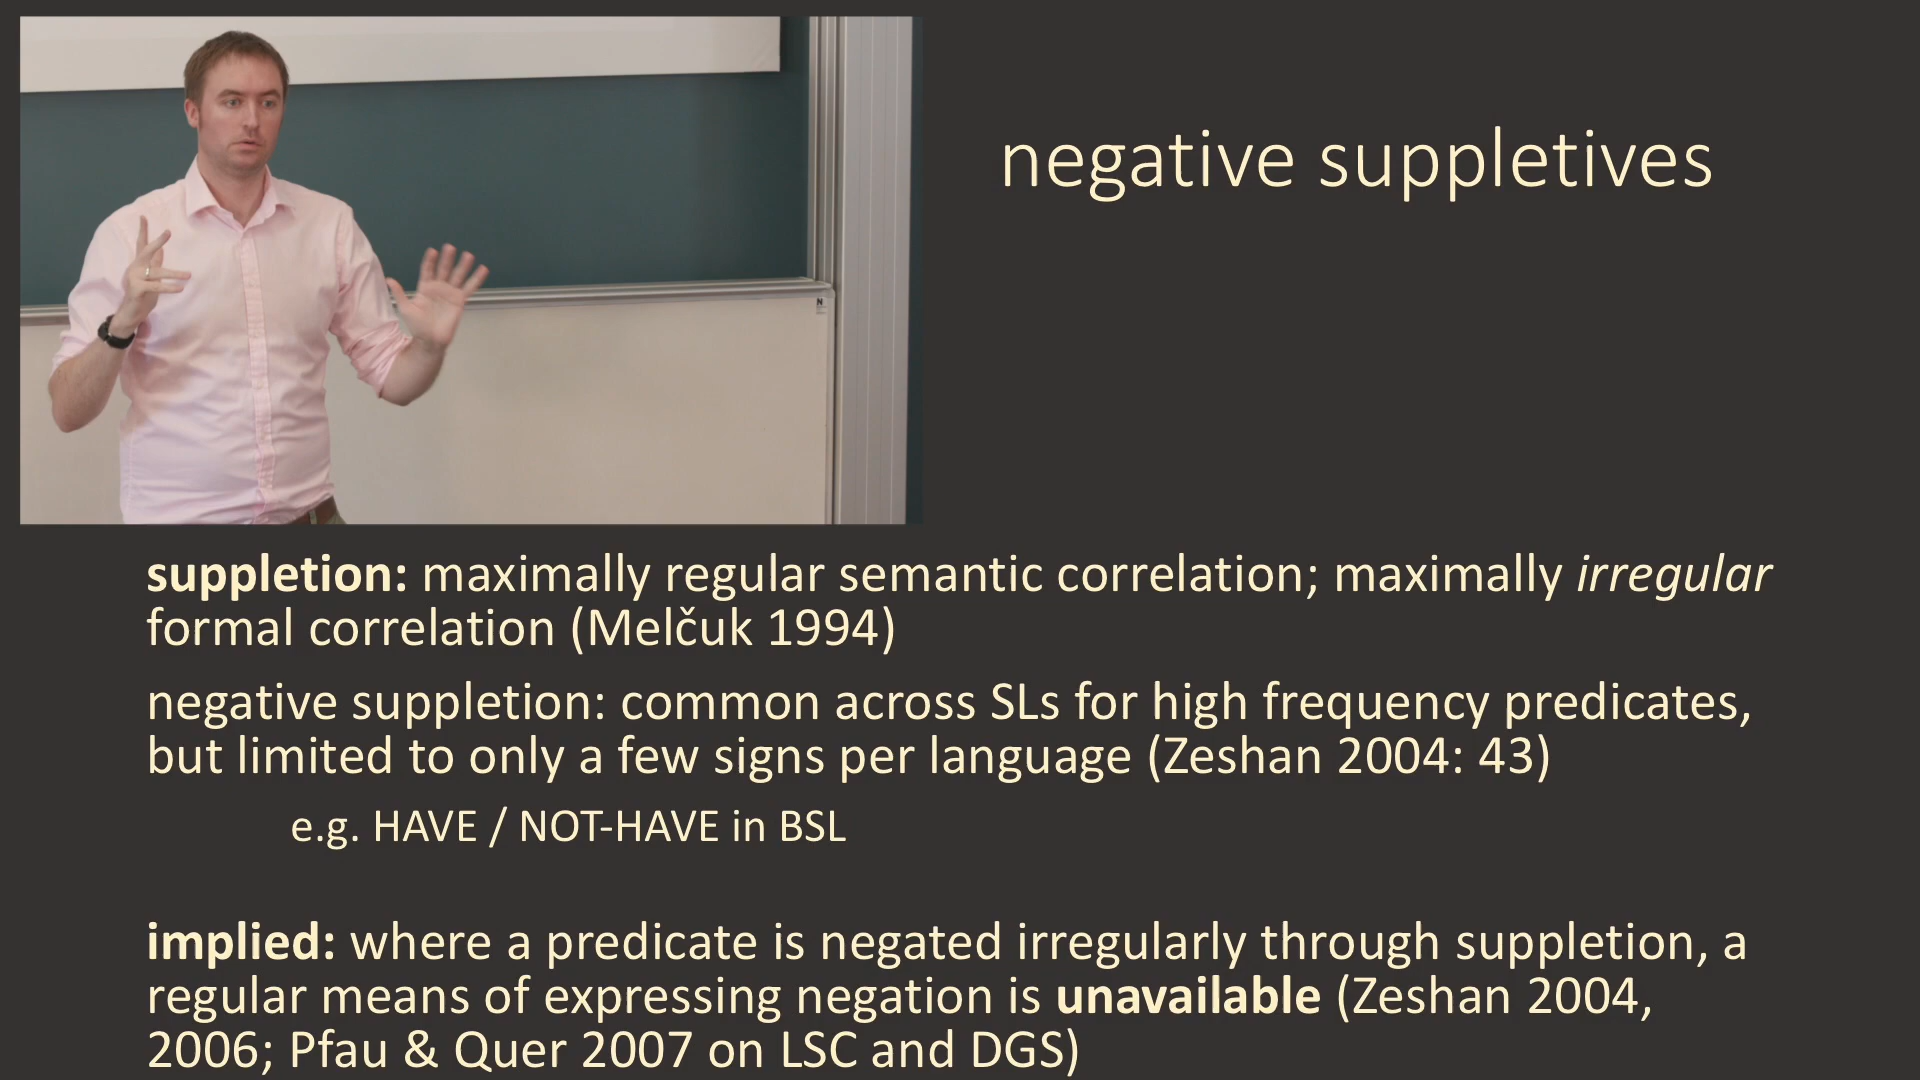 negative suppletives
suppletion: maximally regular semantic correlation; maximally irregular
formal correlation (Melčuk 1994)
negative suppletion: common across SLs for high frequency predicates,
but limited to only a few signs per language (Zeshan 2004: 43)
e.g. HAVE / NOT-HAVE in BSL
implied: where a predicate is negated irregularly through suppletion, a
regular means of expressing negation is unavailable (Zeshan 2004,
2006; Pfau & Quer 2007 on LSC and DGS)